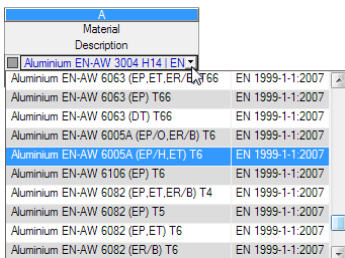 A
Material
Description
Aluminium EN-AW 3004 H14 | EN
Aluminium EN-AW 6063 (EP,ET,ER/B) T66 EN 1999-1-1:2007
Aluminium EN-AW 6063 (EP) T66 EN 1999-1-1:2007
Aluminium EN-AW 6063 (DT) T66 EN 1999-1-1:2007
Aluminium EN-AW 6005A (EP/O,ER/B) T6 EN 1999-1-1:2007
Aluminium EN-AW 6005A (EP/H,ET) T6 EN 1999-1-1:2007
Aluminium EN-AW 6106 (EP) T6 EN 1999-1-1:2007
Aluminium EN-AW 6082 (EP,ET,ER/B) T4 EN 1999-1-1:2007
Aluminium EN-AW 6082 (EP) T5 EN 1999-1-1:2007
Aluminium EN-AW 6082 (EP,ET) T6 EN 1999-1-1:2007
Aluminium EN-AW 6082 (ER/B) T6 EN 1999-1-1:2007